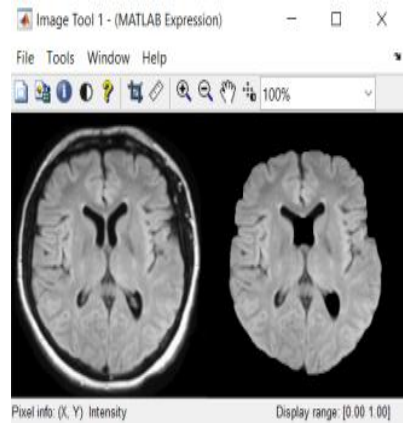 Image Tool 1 - (MATLAB Expression)
File Tools Window Help
100%
Pixel info: (X, Y) Intensity
Display range: [0.00 1.00]